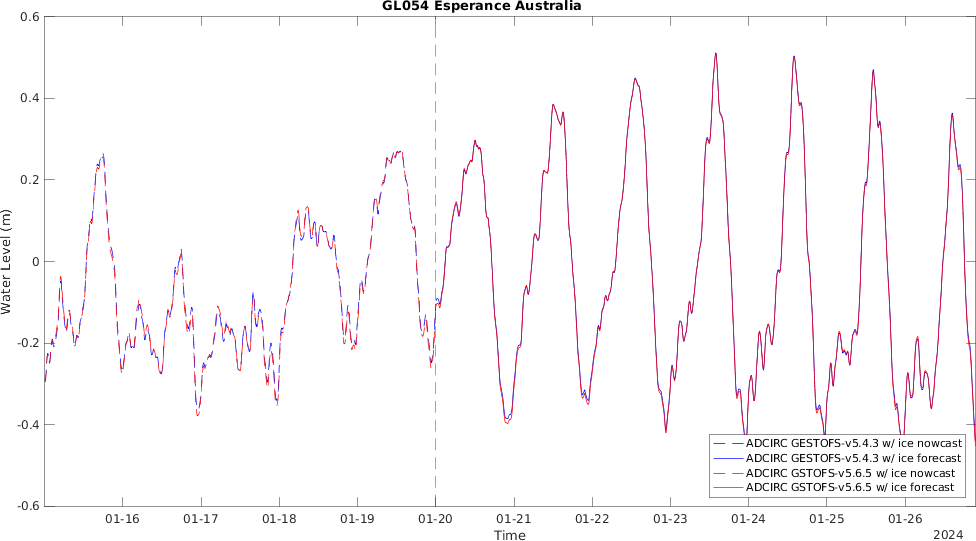 GL054 Esperance Australia
0.6
0.4
0.2
0
-0.2
-0.4
-0.6
Water Level (m)
01-16 01-17 01-18 01-19 01-20 01-21 01-22 01-23 01-24 01-25 01-26
Time
2024
ADCIRC GESTOFS-v5.4.3 w/ ice nowcast
ADCIRC GESTOFS-v5.4.3 w/ ice forecast
ADCIRC GSTOFS-v5.6.5 w/ ice nowcast
ADCIRC GSTOFS-v5.6.5 w/ ice forecast